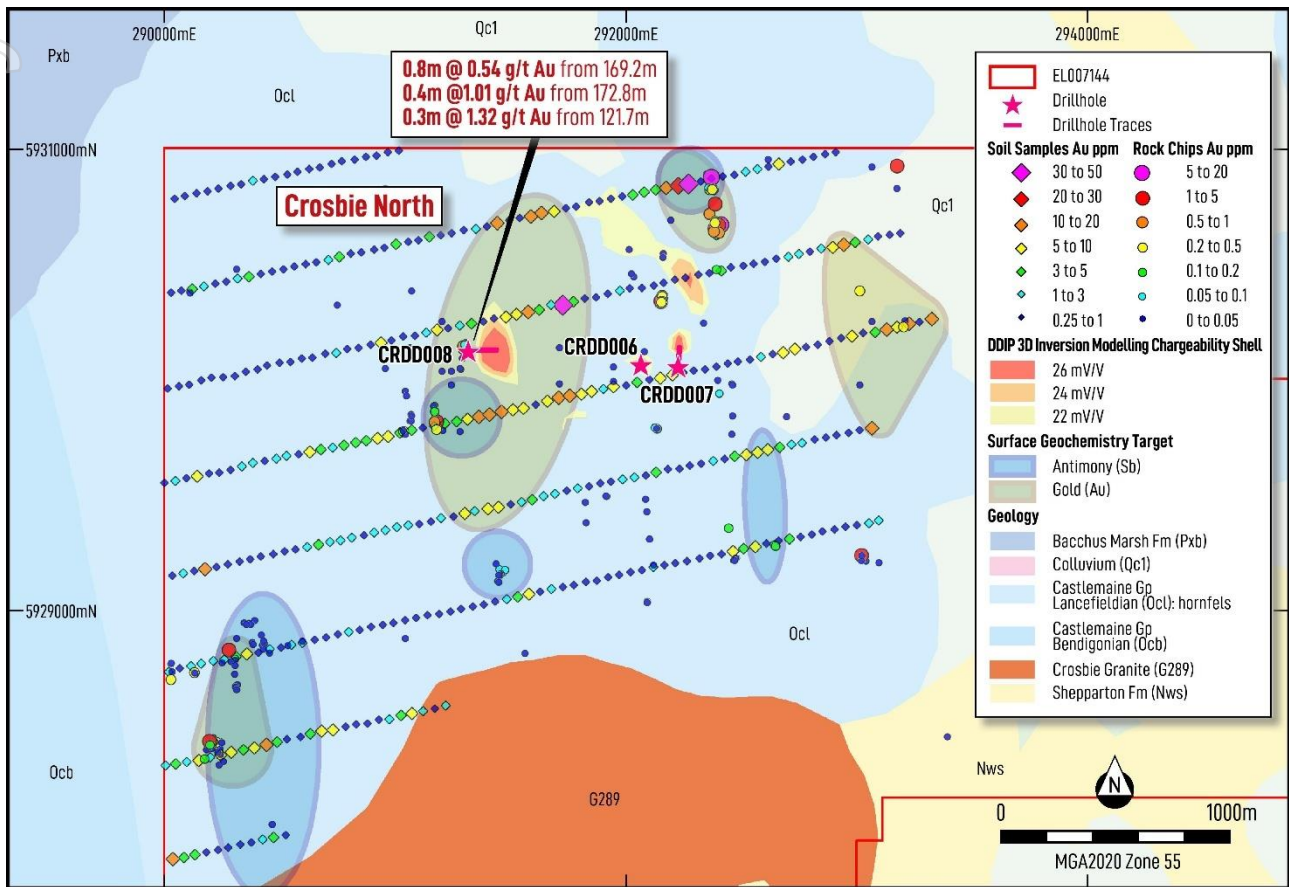 290000mE
Qc1
292000mE
294000mE
Pxb
Ocl
0.8m @ 0.54 g/t Au from 169.2m
0.4m @1.01 g/t Au from 172.8m
0.3m @ 1.32 g/t Au from 121.7m
5931000mN
Crosbie North
Qc1
CRDD008
CRDD006
CRDD007
5929000mN
Ocl
Ocb
G289
Nws
EL007144
Drillhole
Drillhole Traces
Soil Samples Au ppm
30 to 50
20 to 30
10 to 20
5 to 10
3 to 5
1 to 3
0.25 to 1
Rock Chips Au ppm
5 to 20
1 to 5
0.5 to 1
0.2 to 0.5
0.1 to 0.2
0.05 to 0.1
0 to 0.05
DDIP 3D Inversion Modelling Chargeability Shell
26 mV/V
24 mV/V
22 mV/V
Surface Geochemistry Target
Antimony (Sb)
Gold (Au)
Geology
Bacchus Marsh Fm (Pxb)
Colluvium (Qc1)
Castlemaine Gp
Lancefieldian (Ocl): hornfels
Castlemaine Gp
Bendigonian (Ocb)
Crosbie Granite (G289)
Shepparton Fm (Nws)
N
0
1000m
MGA2020 Zone 55